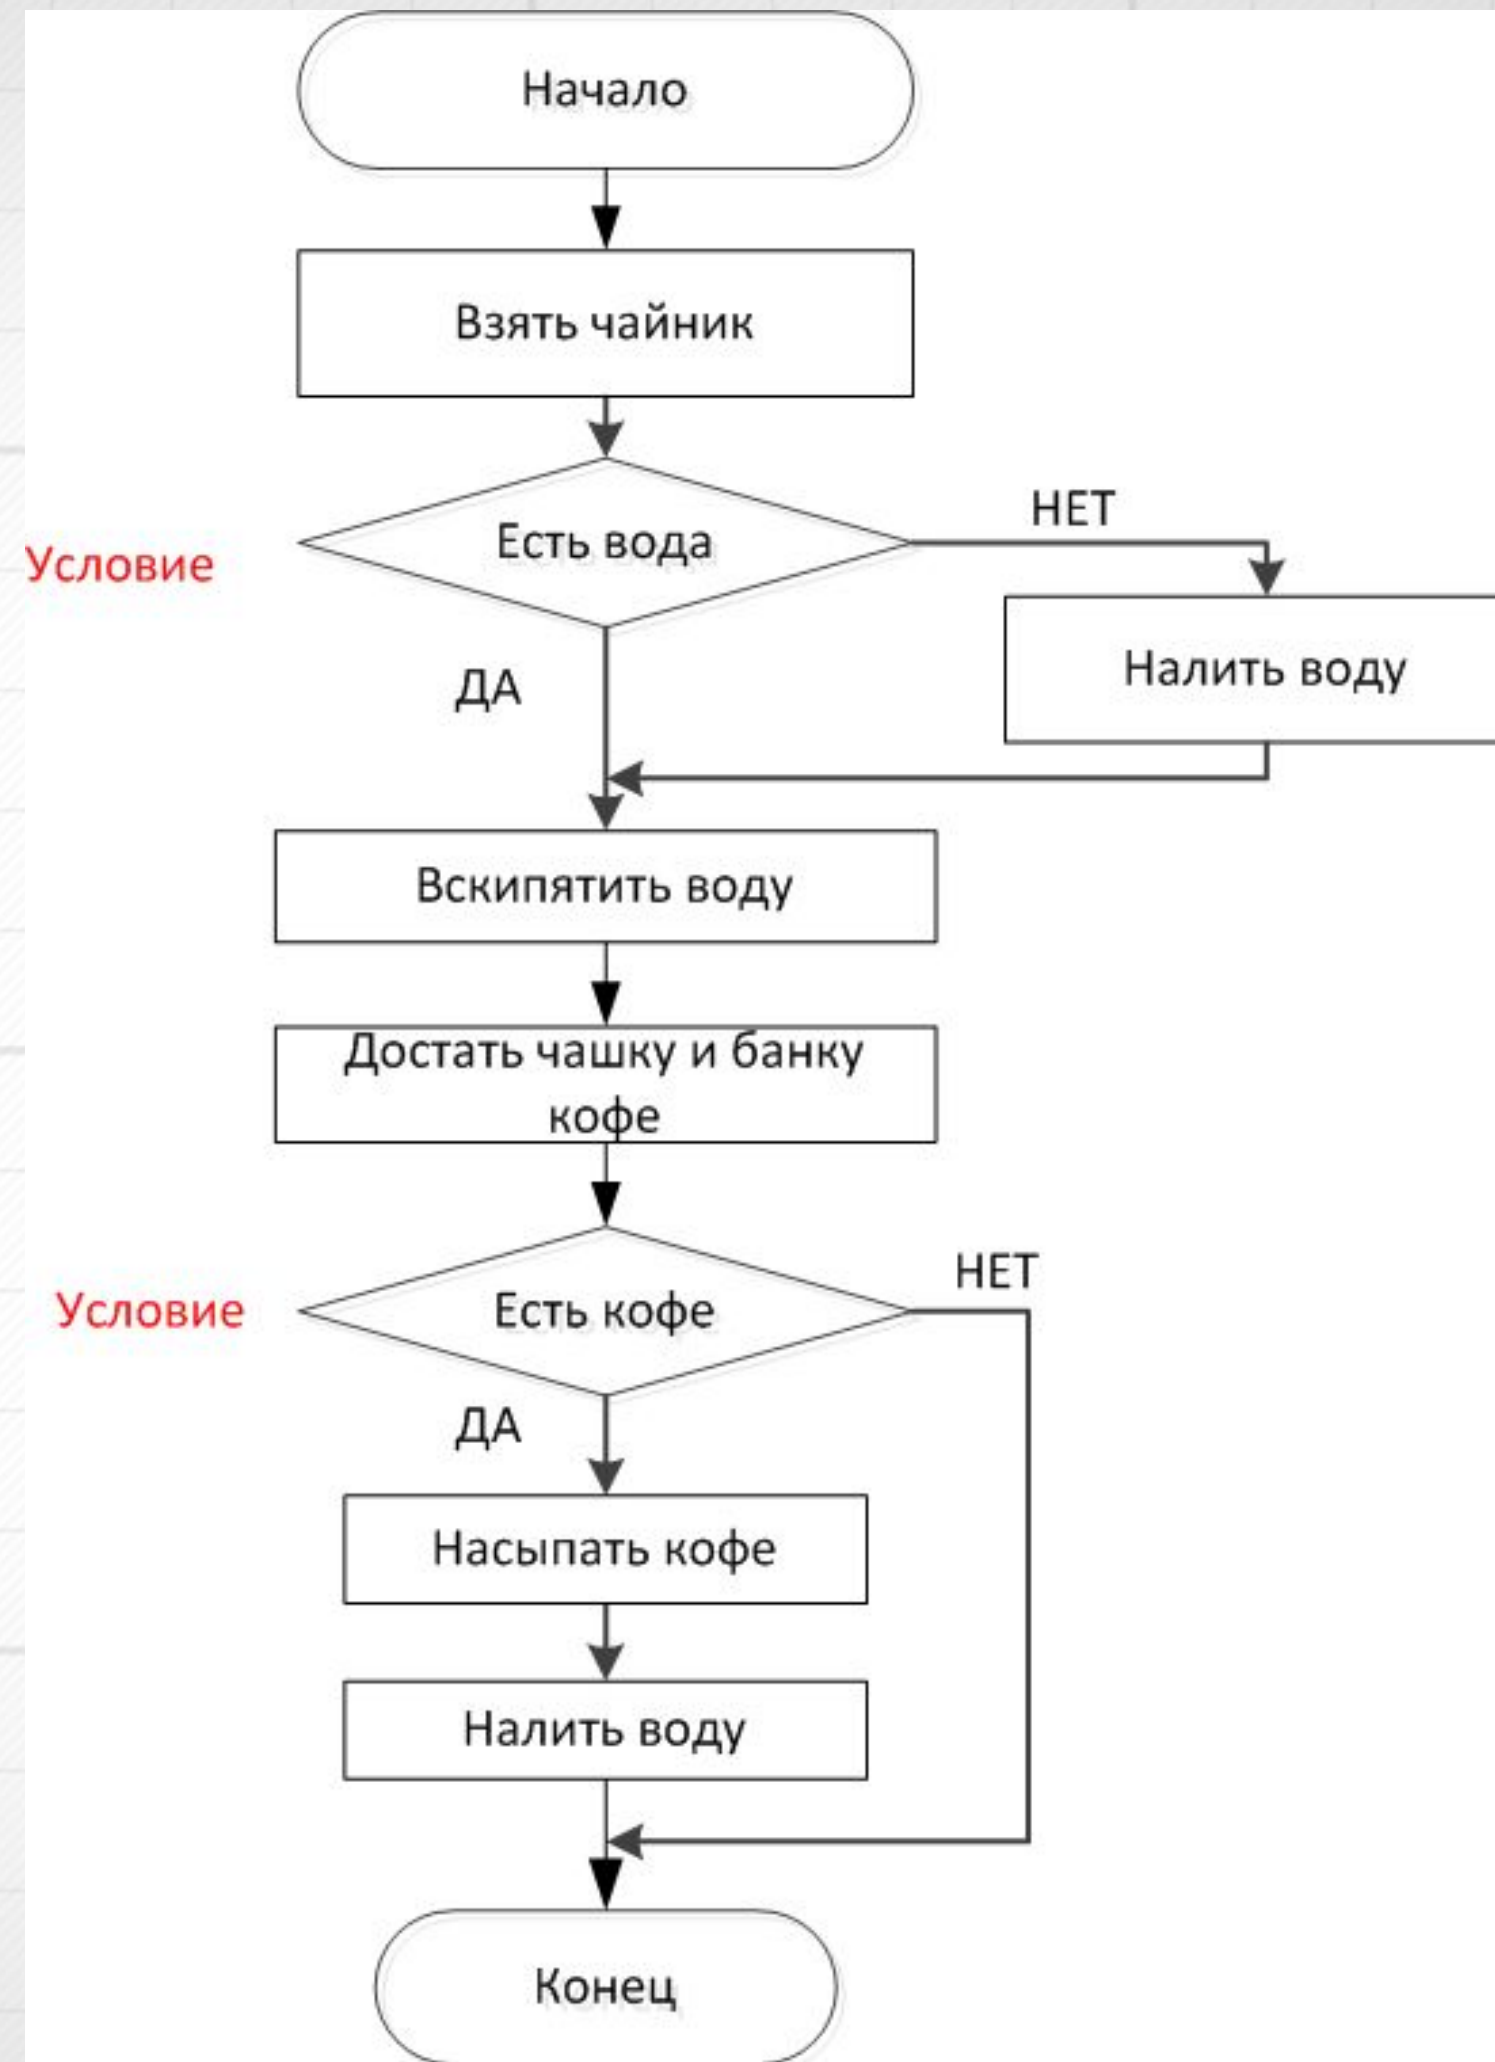 Начало
Взять чайник
Есть вода
НЕТ
Условие
Налить воду
ДА
Вскипятить воду
Достать чашку и банку
кофе
НЕТ
Условие
Есть кофе
ДА
Насыпать кофе
Налить воду
Конец